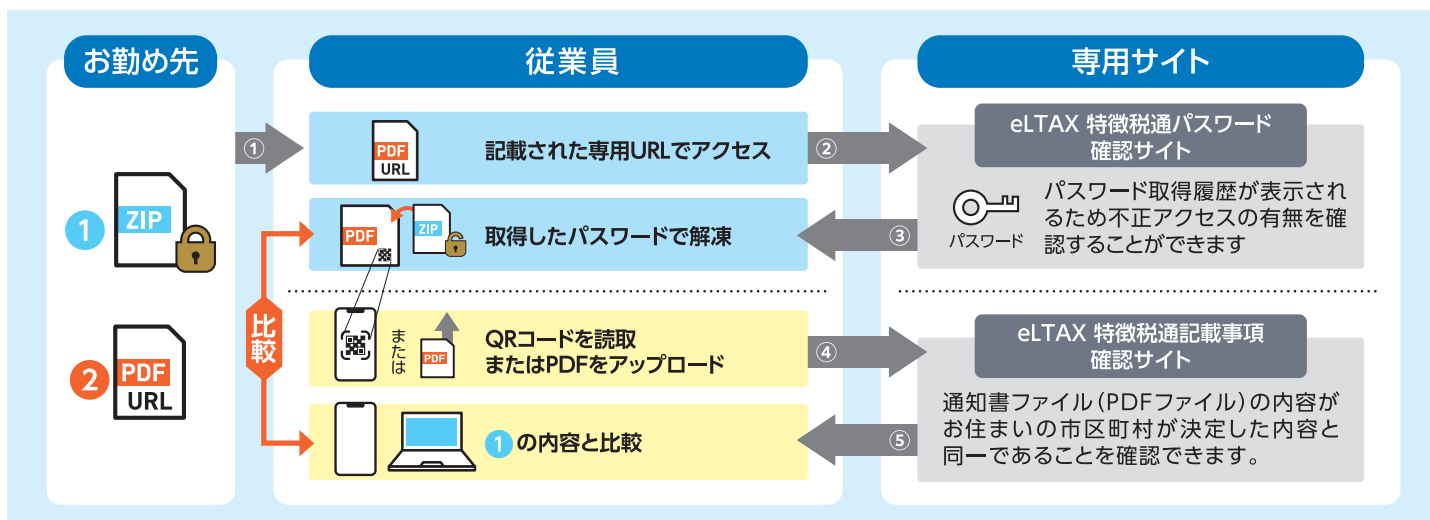 お勤め先
1
ZIP
2
PDF
URL
従業員
①
PDF
URL
記載された専用URLでアクセス
②
③
PDF
ZIP
取得したパスワードで解凍
比較
または
PDF
QRコードを読取
またはPDFをアップロード
④
1の内容と比較
⑤
専用サイト
eLTAX 特徴税通パスワード
確認サイト
パスワード
パスワード取得履歴が表示され
るため不正アクセスの有無を確
認することができます
eLTAX 特徴税通記載事項
確認サイト
通知書ファイル(PDFファイル)の内容が
お住まいの市区町村が決定した内容と
同一であることを確認できます。